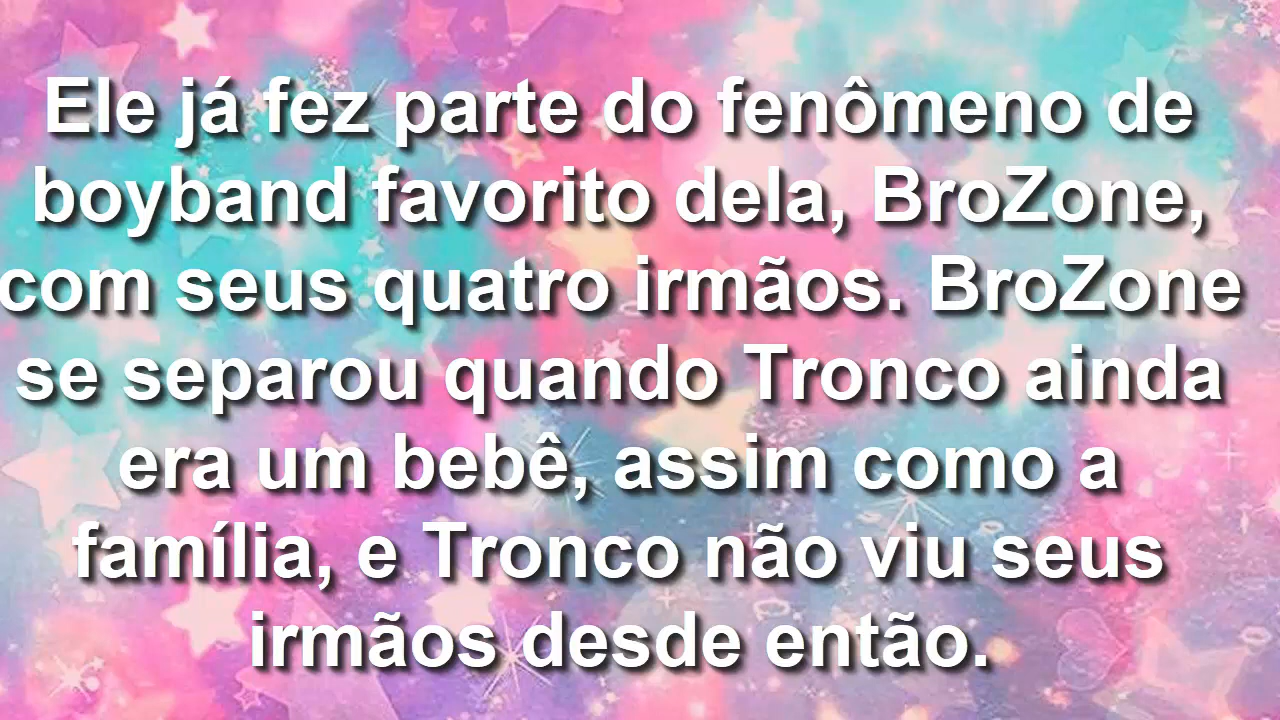 Ele já fez parte do fenômeno de
boyband favorito dela, BroZone,
com seus quatro irmãos. BroZone
se separou quando Tronco ainda
era um bebê, assim como a
família, e Tronco não viu seus
irmãos desde então.